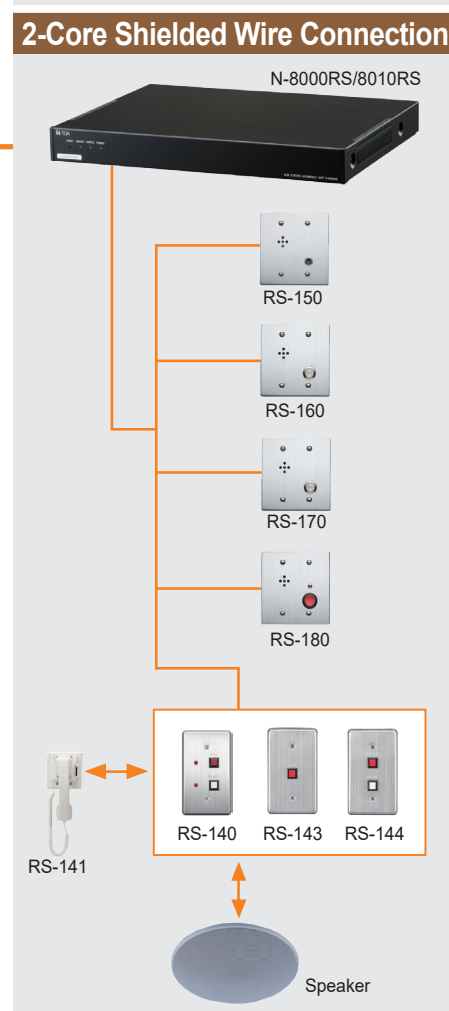 2-Core Shielded Wire Connection
N-8000RS/8010RS
TOA
RS-150
RS-160
RS-170
RS-180
RS-140
RS-143
RS-144
RS-141
Speaker